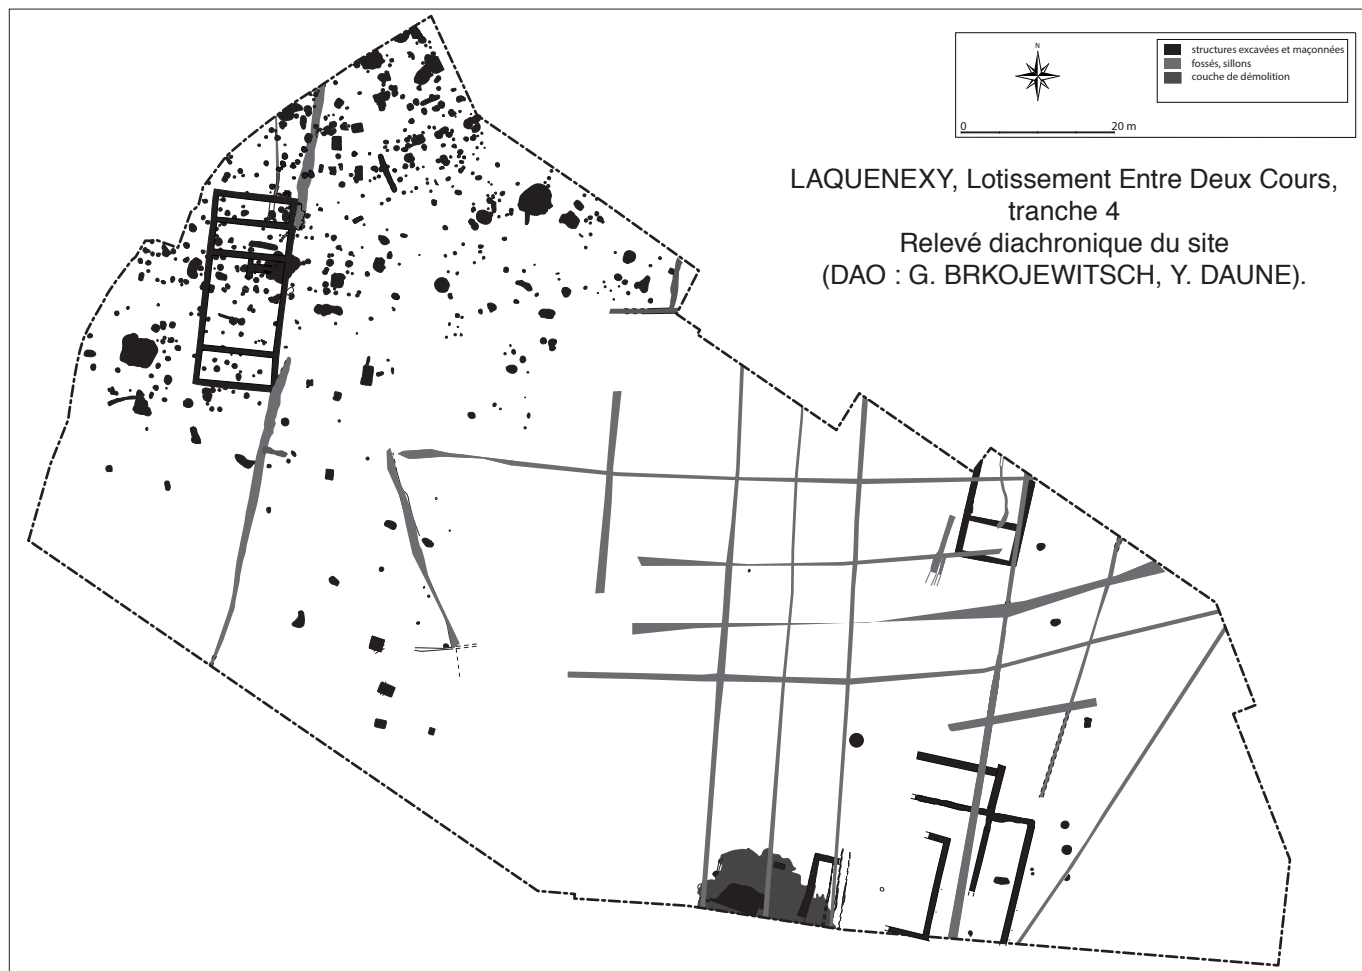 N
structures excavées et maçonnées
fossés, sillons
couche de démolition
0 20 m
LAQUENEXY, Lotissement Entre Deux Cours,
tranche 4
Relevé diachronique du site
(DAO : G. BRKOJEWITSCH, Y. DAUNE).